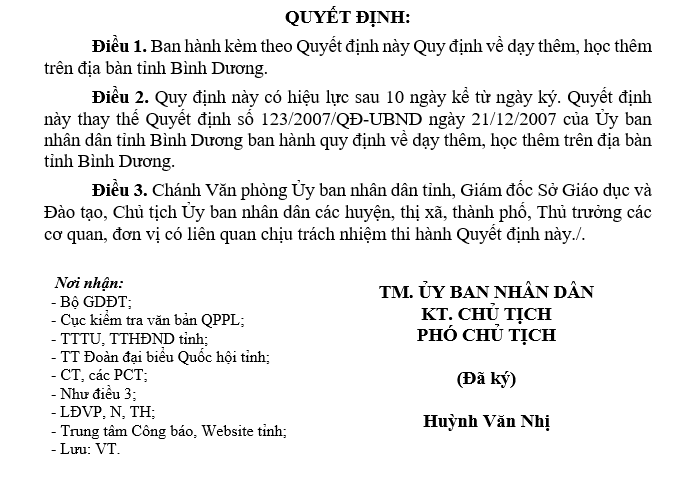 QUYẾT ĐỊNH:
Điều 1. Ban hành kèm theo Quyết định này Quy định về dạy thêm, học thêm
trên địa bàn tỉnh Bình Dương.
Điều 2. Quy định này có hiệu lực sau 10 ngày kể từ ngày ký. Quyết định
này thay thế Quyết định số 123/2007/QĐ-UBND ngày 21/12/2007 của Ủy ban
nhân dân tỉnh Bình Dương ban hành quy định về dạy thêm, học thêm trên địa bàn
tỉnh Bình Dương.
Điều 3. Chánh Văn phòng Ủy ban nhân dân tỉnh, Giám đốc Sở Giáo dục và
Đào tạo, Chủ tịch Ủy ban nhân dân các huyện, thị xã, thành phố, Thủ trưởng các
cơ quan, đơn vị có liên quan chịu trách nhiệm thi hành Quyết định này./.
Nơi nhận:
- Bộ GDĐT;
- Cục kiểm tra văn bản QPPL;
- TTTU, TTHĐND tỉnh;
- TT Đoàn đại biểu Quốc hội tỉnh;
- CT, các PCT;
- Như điều 3;
- LĐVP, N, TH;
- Trung tâm Công báo, Website tỉnh;
- Lưu: VT.
TM. ỦY BAN NHÂN DÂN
KT. CHỦ TỊCH
PHÓ CHỦ TỊCH
(Đã ký)
Huỳnh Văn Nhị